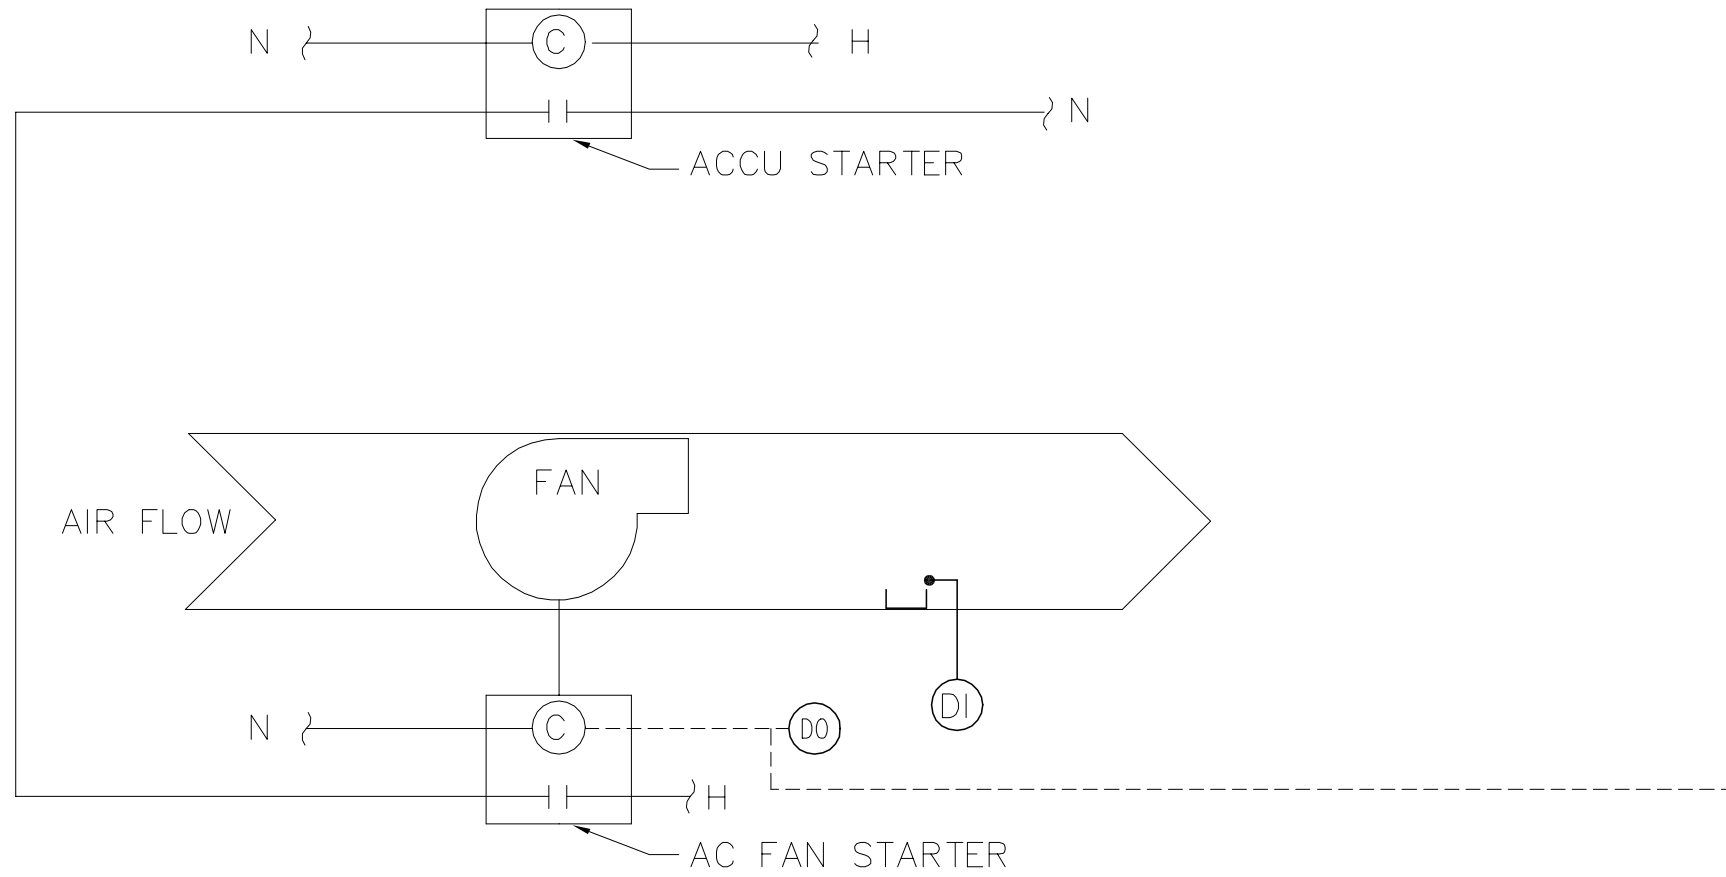 N C H
N
ACCU STARTER
FAN
AIR FLOW
DI
N C DO
H
AC FAN STARTER